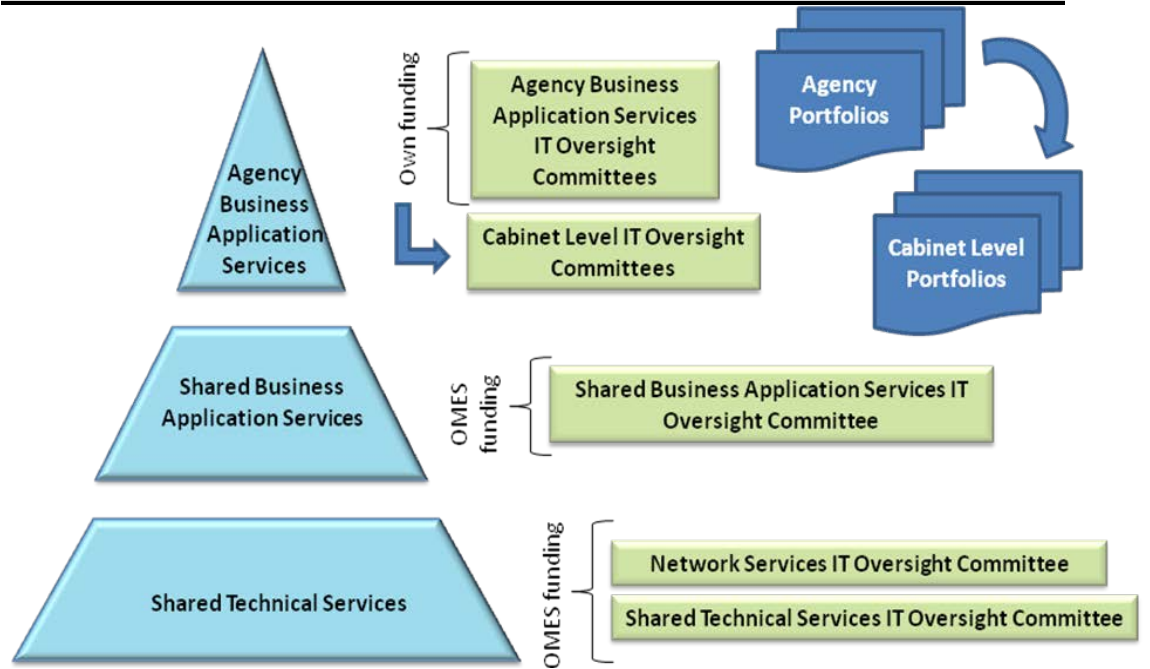 Agency
Business
Application
Services
Own funding
Agency Business
Application Services
IT Oversight
Committees
Cabinet Level IT Oversight
Committees
Agency
Portfolios
Cabinet Level
Portfolios
Shared Business
Application Services
OMES
funding
Shared Business Application Services IT
Oversight Committee
Shared Technical Services
OMES funding
Network Services IT Oversight Committee
Shared Technical Services IT Oversight Committee